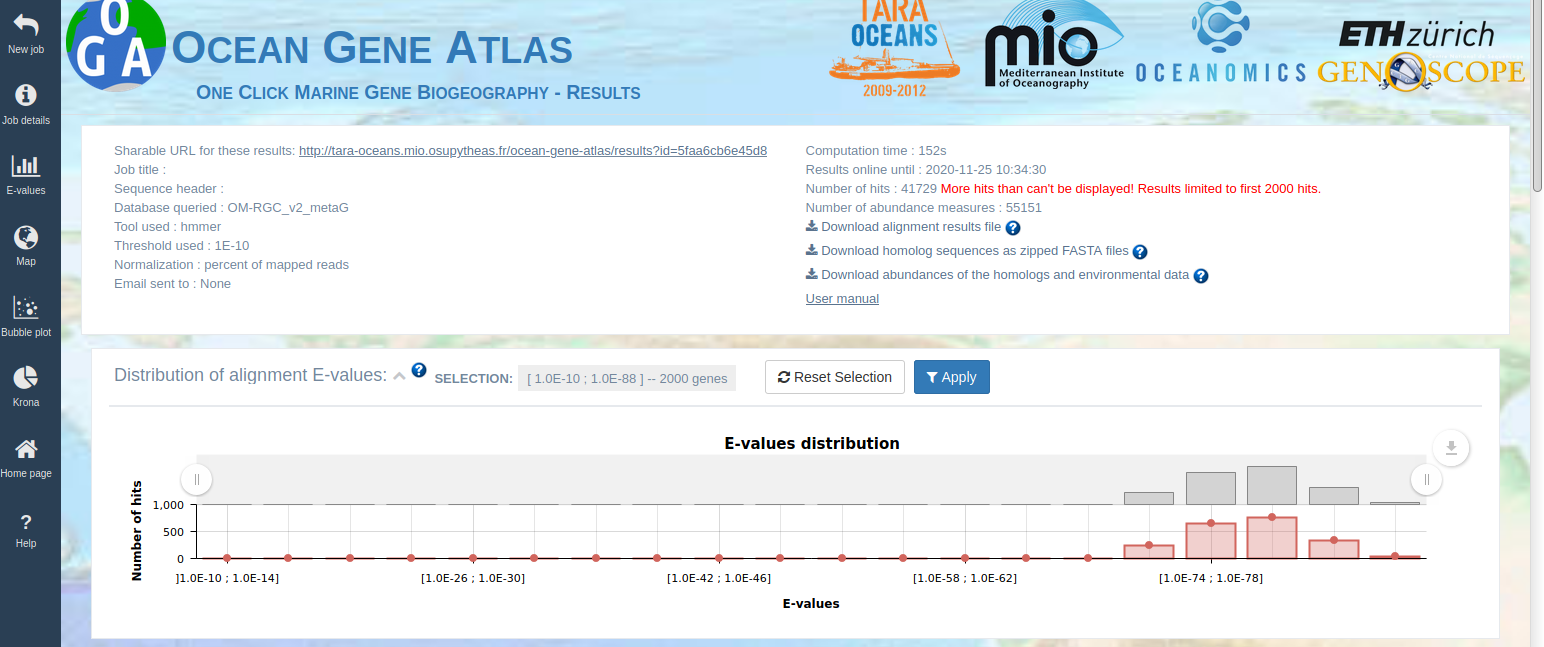 New job
Job details
E-values
Map
Bubble plot
Krona
Home page
?
Help
O
G A
OCEAN GENE ATLAS
ONE CLICK MARINE GENE BIOGEOGRAPHY - RESULTS
TARA
OCEANS
2009-2012
mio
Mediterranean Institute
of Oceanography
OCEANOMICS
ETH zürich
GENOSCOPE
Sharable URL for these results: http://tara-oceans.mio.osupytheas.fr/ocean-gene-atlas/results?id=5faa6cb6e45d8
Job title :
Sequence header :
Database queried : OM-RGC_v2_metaG
Tool used : hmmer
Threshold used : 1E-10
Normalization : percent of mapped reads
Email sent to : None
Computation time : 152s
Results online until : 2020-11-25 10:34:30
Number of hits : 41729 More hits than can't be displayed! Results limited to first 2000 hits.
Number of abundance measures : 55151
Download alignment results file ?
Download homolog sequences as zipped FASTA files ?
Download abundances of the homologs and environmental data ?
User manual
Distribution of alignment E-values: ? SELECTION: [ 1.0E-10 ; 1.0E-88 ] -- 2000 genes Reset Selection Apply
E-values distribution
Number of hits
1,000
500
0
]1.0E-10 ; 1.0E-14] [1.0E-26 ; 1.0E-30] [1.0E-42 ; 1.0E-46] [1.0E-58 ; 1.0E-62] [1.0E-74 ; 1.0E-78]
E-values